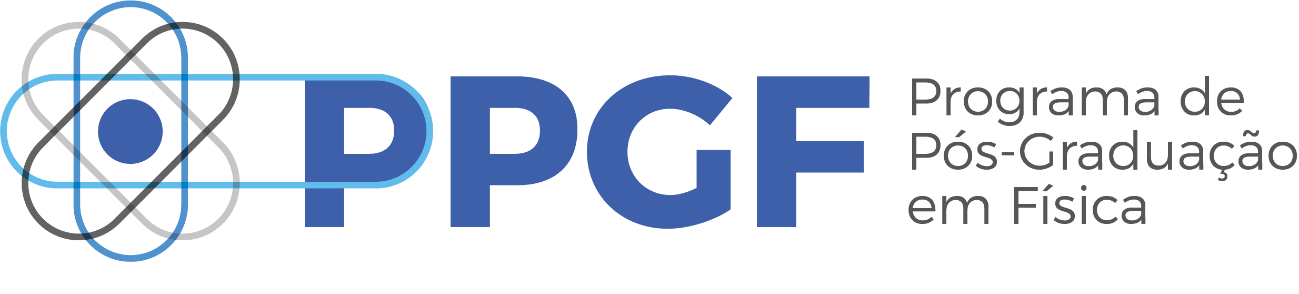 PPGF
Programa de
Pós-Graduação
em Física